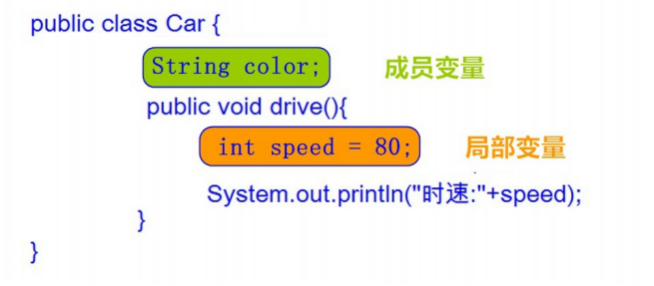 public class Car {
String color; 成员变量
public void drive(){
int speed = 80; 局部变量
System.out.println("时速:"+speed);
}
}